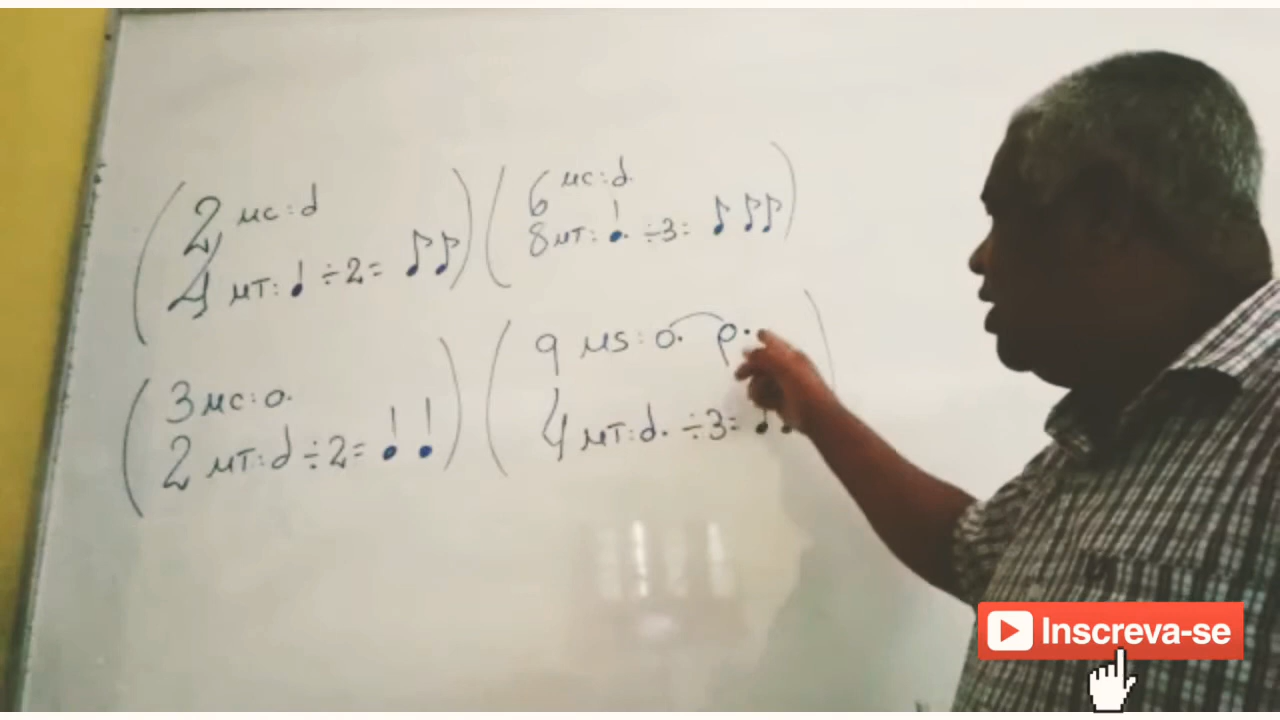 2 MC: 𝅗𝅥
4 MT: ♩ ÷2= ♪♪
6 MC: 𝅗𝅥.
8 MT: ♩. ÷3= ♪ ♪♪
3 MC: o.
2 MT: 𝅗𝅥 ÷2= ♩ ♩
9 MS: o. 𝅗𝅥.
4 MT: 𝅗𝅥. ÷3=
Inscreva-se